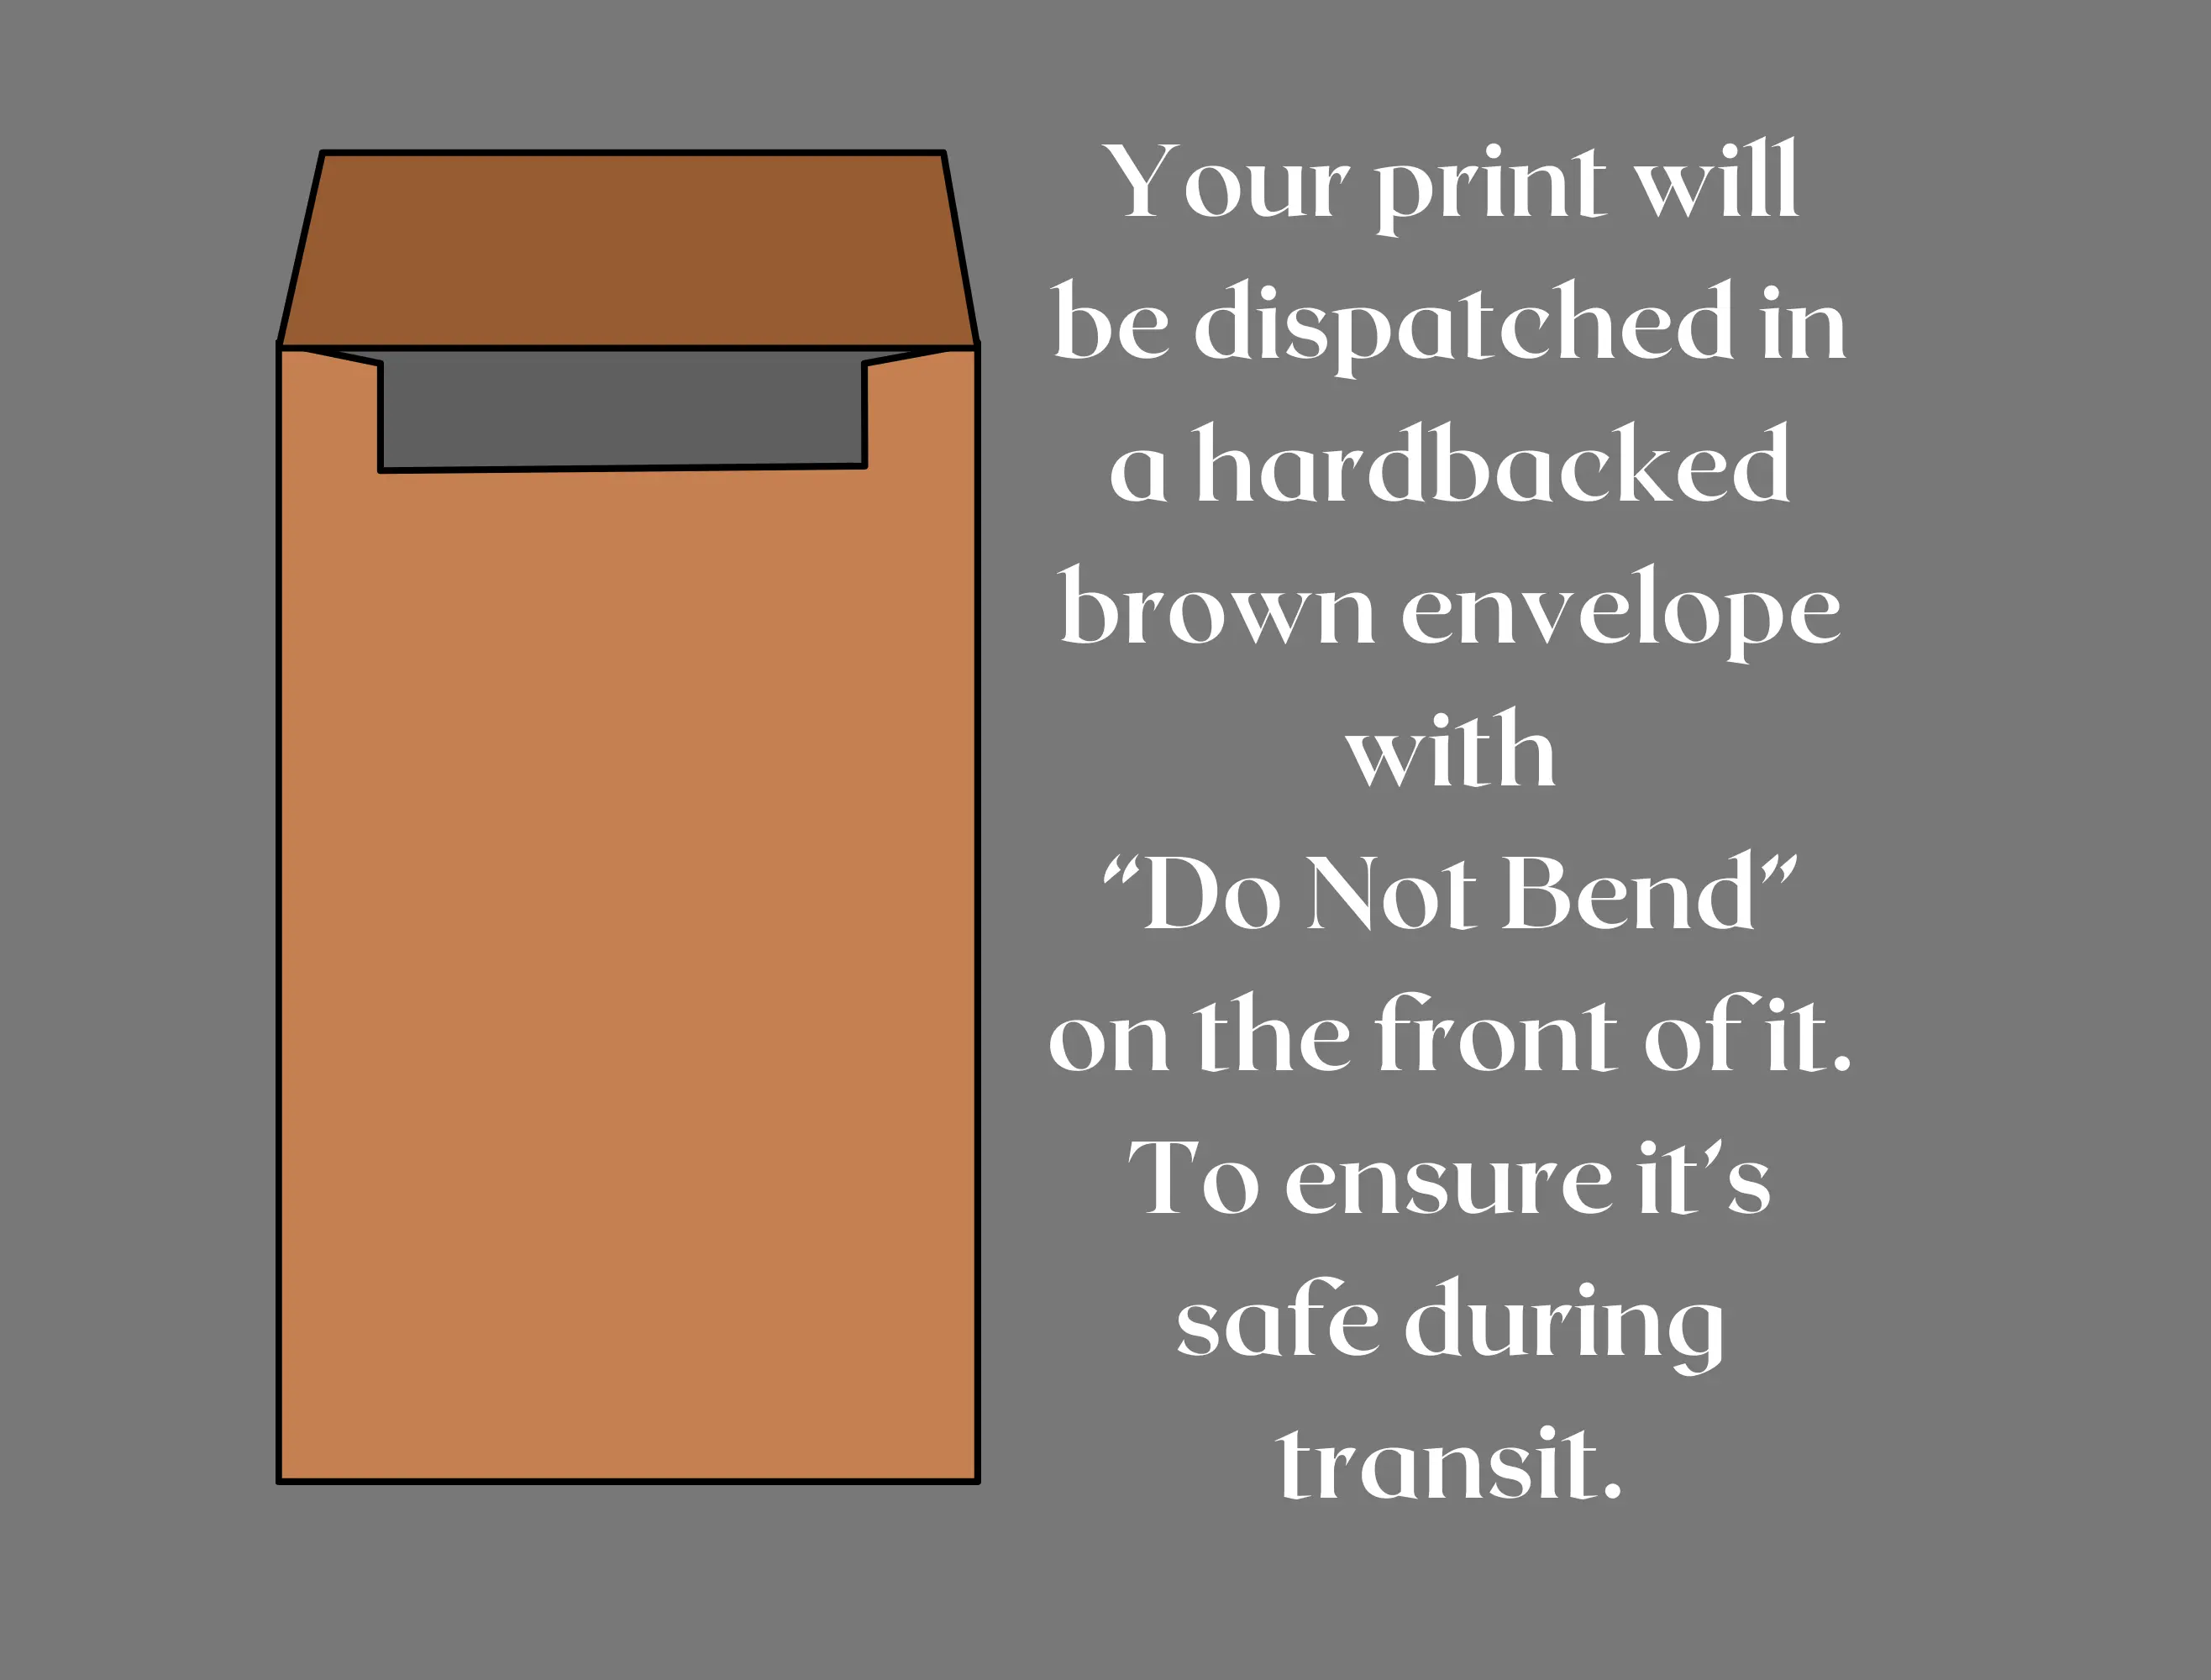 Your print will
be dispatched in
a hardbacked
brown envelope
with
“Do Not Bend”
on the front of it.
To ensure it’s
safe during
transit.